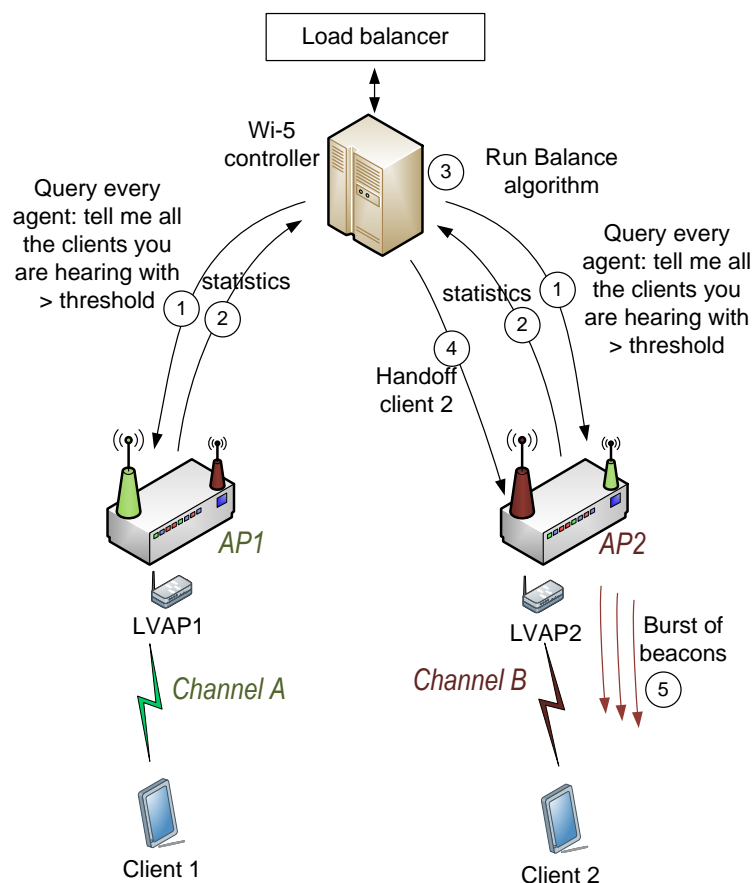 Load balancer
Wi-5
controller
3
Run Balance
algorithm
Query every
agent: tell me all
the clients you
are hearing with
> threshold
1
statistics
2
statistics
2
1
Query every
agent: tell me all
the clients you
are hearing with
> threshold
4
Handoff
client 2
AP1
AP2
LVAP1
LVAP2
Burst of
beacons
5
Channel A
Channel B
Client 1
Client 2